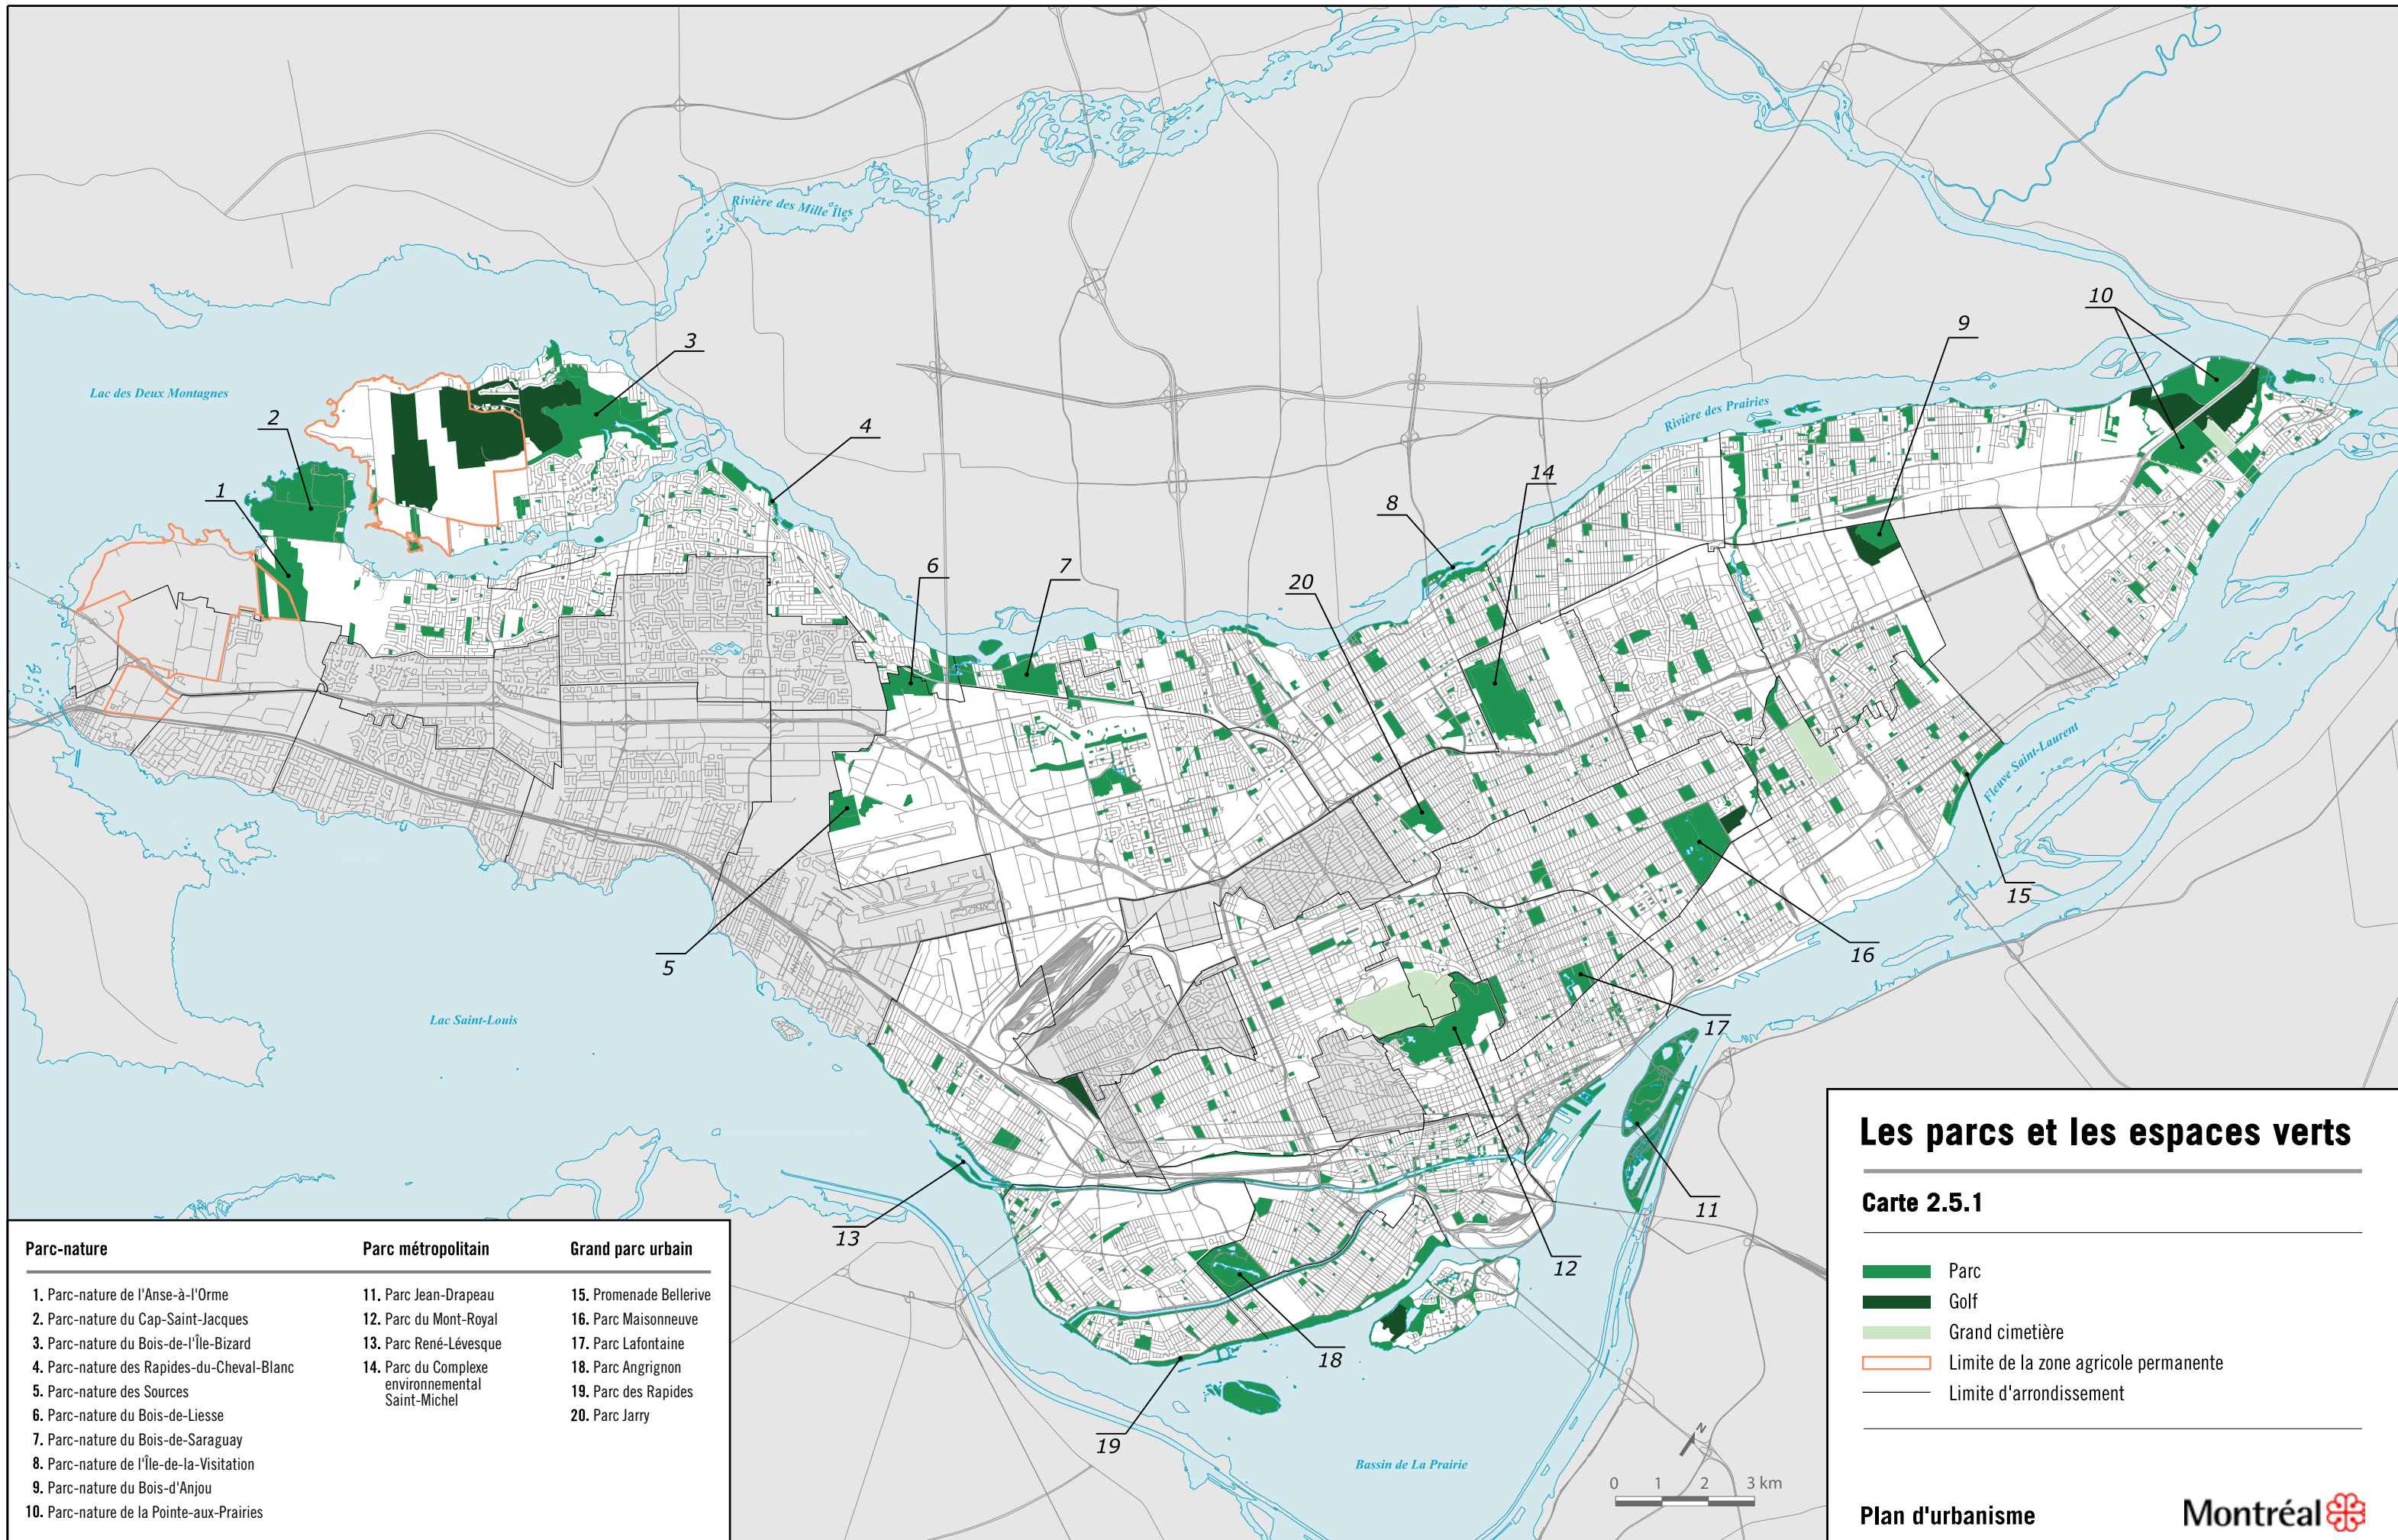 Rivière des Mille Îles
10
9
3
Lac des Deux Montagnes
Rivière des Prairies
2
4
14
1
8
6
7
20
Fleuve Saint-Laurent
15
5
16
Lac Saint-Louis
17
11
13
12
18
19
Bassin de La Prairie
N
0 1 2 3 km
Parc-nature
1. Parc-nature de l'Anse-à-l'Orme
2. Parc-nature du Cap-Saint-Jacques
3. Parc-nature du Bois-de-l'Île-Bizard
4. Parc-nature des Rapides-du-Cheval-Blanc
5. Parc-nature des Sources
6. Parc-nature du Bois-de-Liesse
7. Parc-nature du Bois-de-Saraguay
8. Parc-nature de l'Île-de-la-Visitation
9. Parc-nature du Bois-d'Anjou
10. Parc-nature de la Pointe-aux-Prairies
Parc métropolitain
11. Parc Jean-Drapeau
12. Parc du Mont-Royal
13. Parc René-Lévesque
14. Parc du Complexe
environnemental
Saint-Michel
Grand parc urbain
15. Promenade Bellerive
16. Parc Maisonneuve
17. Parc Lafontaine
18. Parc Angrignon
19. Parc des Rapides
20. Parc Jarry
Les parcs et les espaces verts
Carte 2.5.1
Parc
Golf
Grand cimetière
Limite de la zone agricole permanente
Limite d'arrondissement
Plan d'urbanisme
Montréal